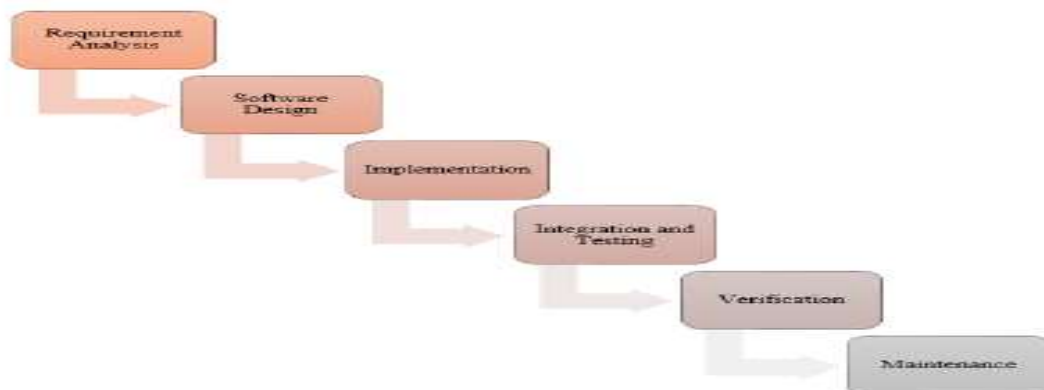 Requirement
Analysis
Software
Design
Implementation
Integration and
Testing
Verification
Maintenance